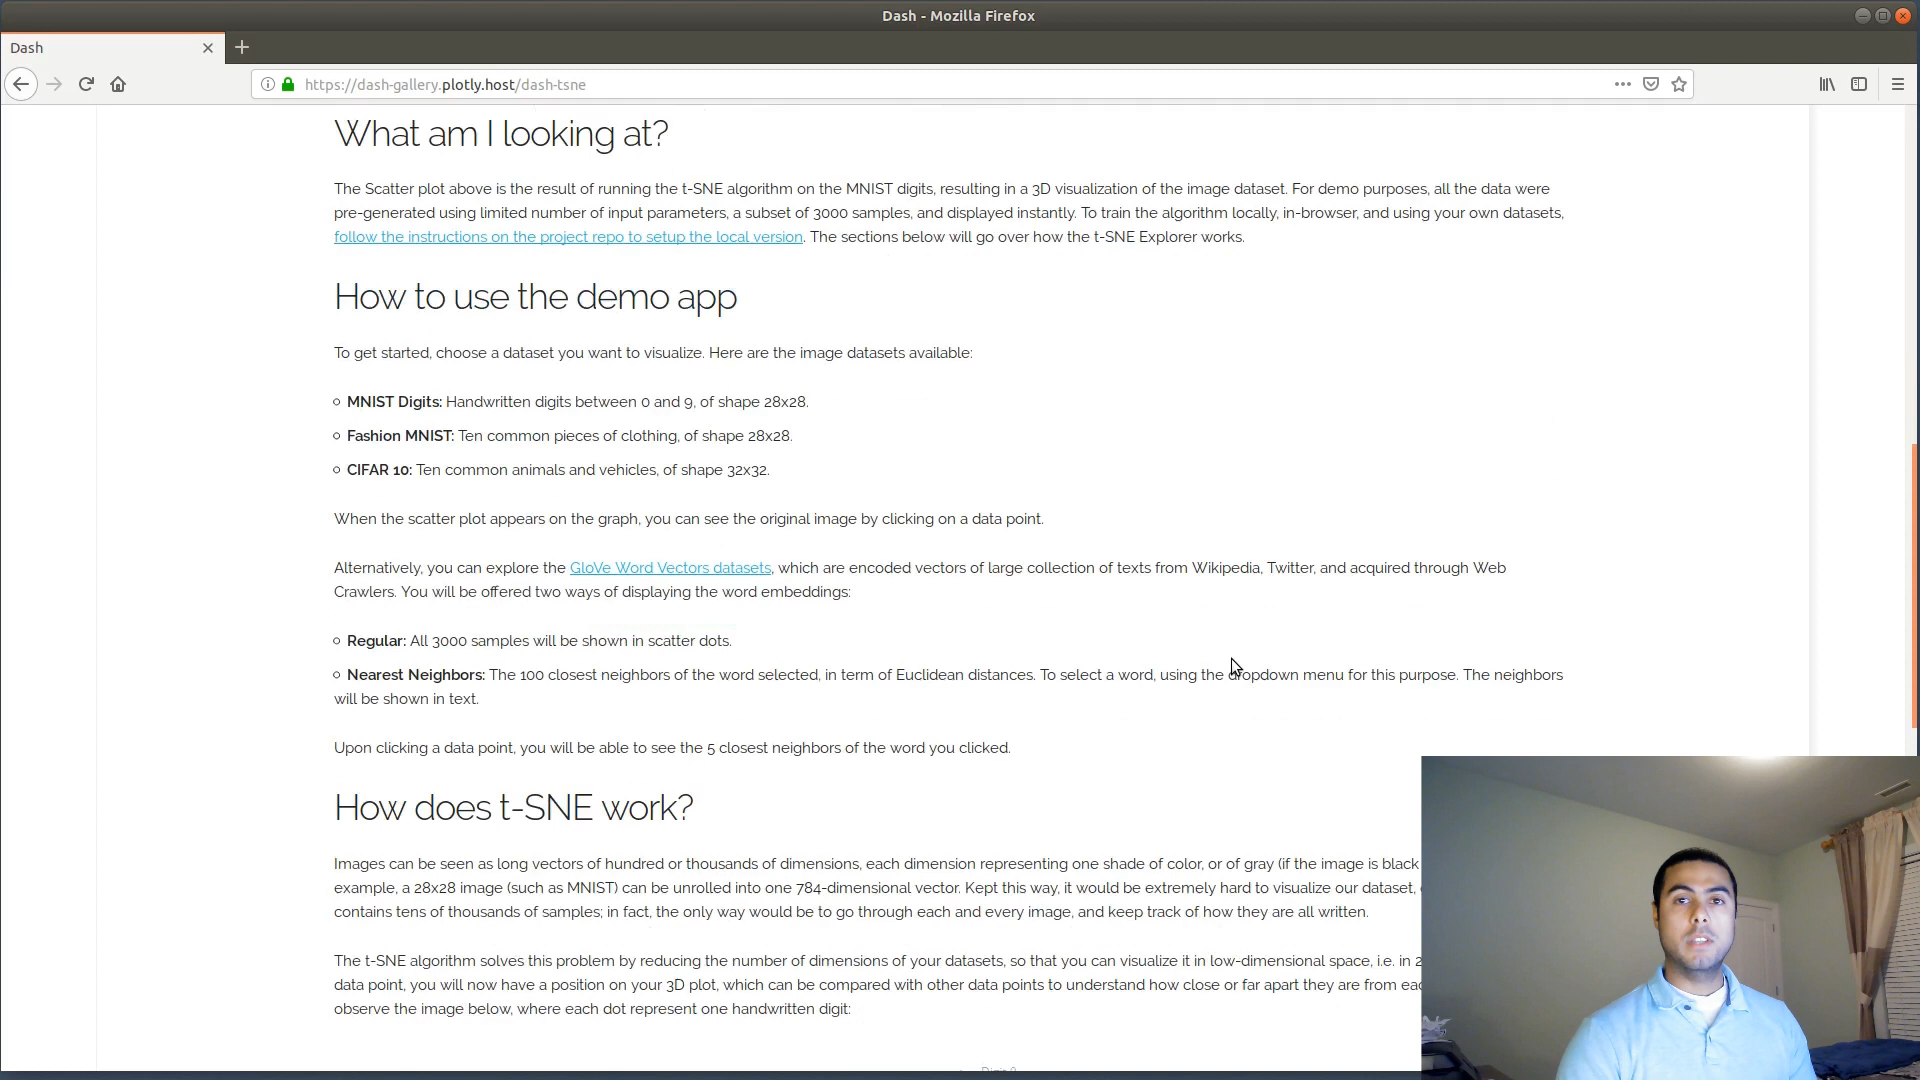 Dash - Mozilla Firefox
Dash
https://dash-gallery.plotly.host/dash-tsne
What am I looking at?
The Scatter plot above is the result of running the t-SNE algorithm on the MNIST digits, resulting in a 3D visualization of the image dataset. For demo purposes, all the data were
pre-generated using limited number of input parameters, a subset of 3000 samples, and displayed instantly. To train the algorithm locally, in-browser, and using your own datasets,
follow the instructions on the project repo to setup the local version. The sections below will go over how the t-SNE Explorer works.
How to use the demo app
To get started, choose a dataset you want to visualize. Here are the image datasets available:
MNIST Digits: Handwritten digits between 0 and 9, of shape 28x28.
Fashion MNIST: Ten common pieces of clothing, of shape 28x28.
CIFAR 10: Ten common animals and vehicles, of shape 32x32.
When the scatter plot appears on the graph, you can see the original image by clicking on a data point.
Alternatively, you can explore the GloVe Word Vectors datasets, which are encoded vectors of large collection of texts from Wikipedia, Twitter, and acquired through Web
Crawlers. You will be offered two ways of displaying the word embeddings:
Regular: All 3000 samples will be shown in scatter dots.
Nearest Neighbors: The 100 closest neighbors of the word selected, in term of Euclidean distances. To select a word, using the dropdown menu for this purpose. The neighbors
will be shown in text.
Upon clicking a data point, you will be able to see the 5 closest neighbors of the word you clicked.
How does t-SNE work?
Images can be seen as long vectors of hundred or thousands of dimensions, each dimension representing one shade of color, or of gray (if the image is black
example, a 28x28 image (such as MNIST) can be unrolled into one 784-dimensional vector. Kept this way, it would be extremely hard to visualize our dataset,
contains tens of thousands of samples; in fact, the only way would be to go through each and every image, and keep track of how they are all written.
The t-SNE algorithm solves this problem by reducing the number of dimensions of your datasets, so that you can visualize it in low-dimensional space, i.e. in 2
data point, you will now have a position on your 3D plot, which can be compared with other data points to understand how close or far apart they are from
observe the image below, where each dot represent one handwritten digit: